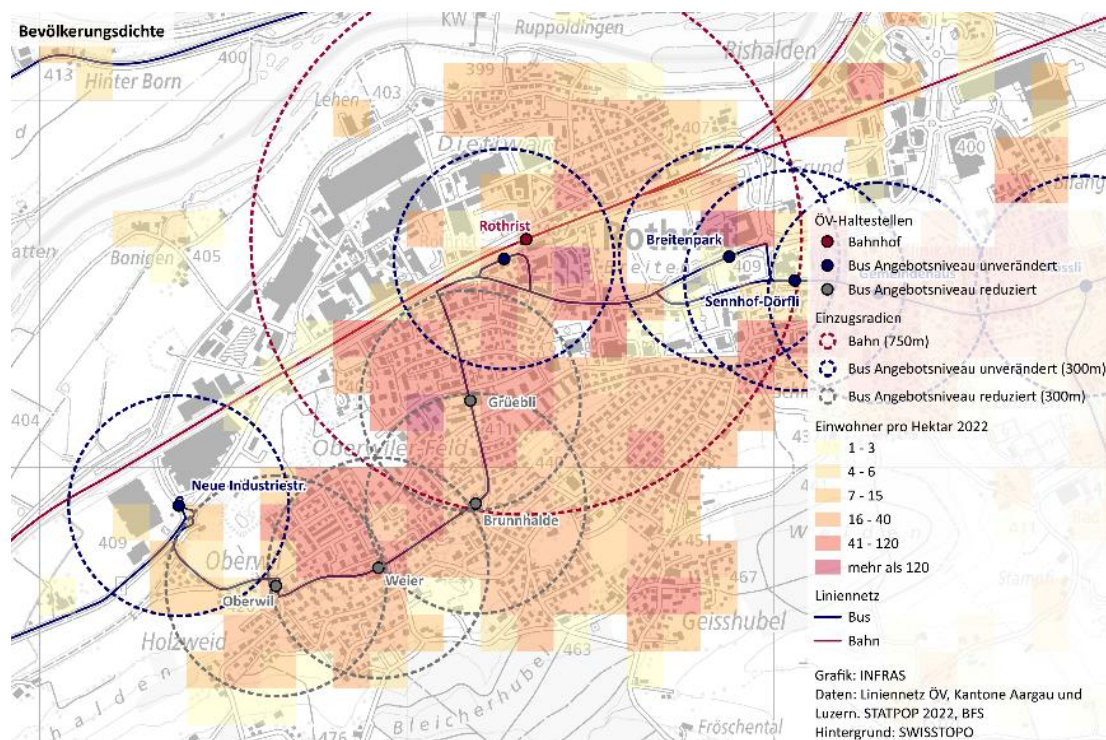 Bevölkerungsdichte
KW
Ruppoldingen
400
413
Hinter Born
399
Rishalden
Lehen
403
407
400
Grund
Rothrist
Breitenpark
409
Bonigen
405
Sennhof-Dörfli
ÖV-Haltestellen
Bahnhof
Bus Angebotsniveau unverändert
Bus Angebotsniveau reduziert
Einzugsradien
Bahn (750m)
Bus Angebotsniveau unverändert (300m)
Bus Angebotsniveau reduziert (300m)
404
Grüebli
411
Einwohner pro Hektar 2022
1 - 3
4 - 6
7 - 15
16 - 40
41 - 120
mehr als 120
Oberwiler Feld
Neue Industriestr.
Brunnhalde
409
451
Weier
Oberwil
467
Liniennetz
Bus
Bahn
Holzweid
Geisshubel
463
Bleicherhubel
476
Fröschental
Grafik: INFRAS
Daten: Liniennetz ÖV, Kantone Aargau und
Luzern. STATPOP 2022, BFS
Hintergrund: SWISSTOPO